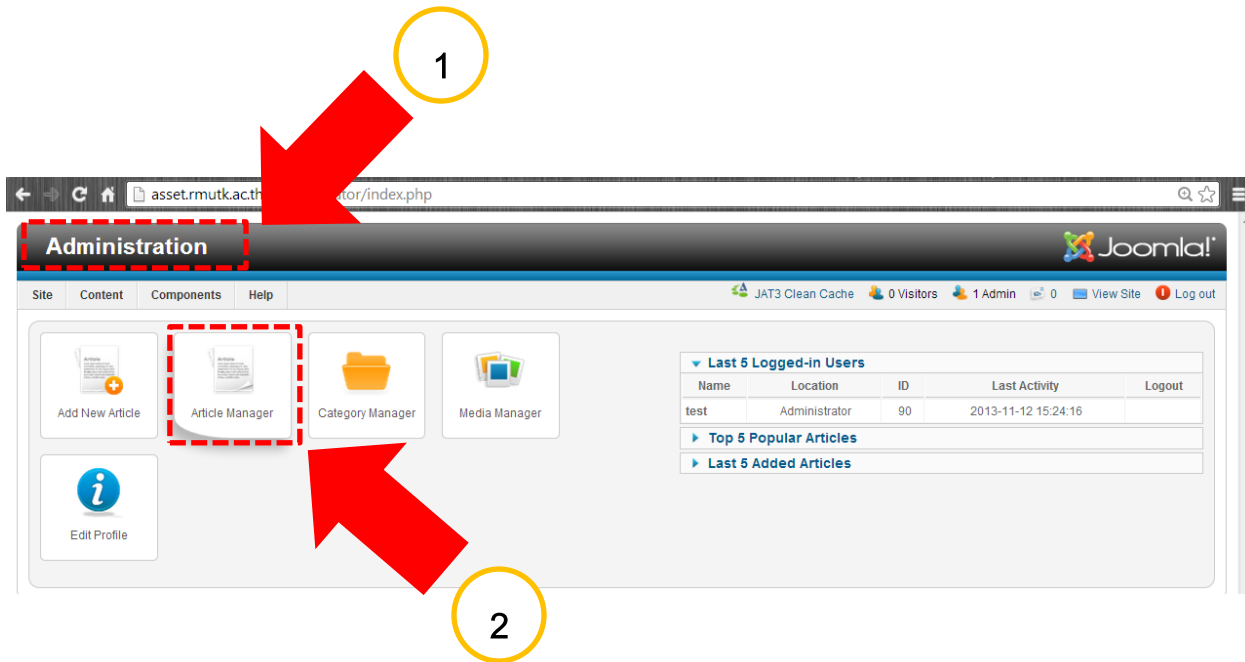 1
asset.rmutk.ac.th tor/index.php
Administration
Joomla!
Site Content Components Help JAT3 Clean Cache 0 Visitors 1 Admin 0 View Site Log out
Add New Article Article Manager Category Manager Media Manager
Edit Profile
Last 5 Logged-in Users
Name Location ID Last Activity Logout
test Administrator 90 2013-11-12 15:24:16
Top 5 Popular Articles
Last 5 Added Articles
2